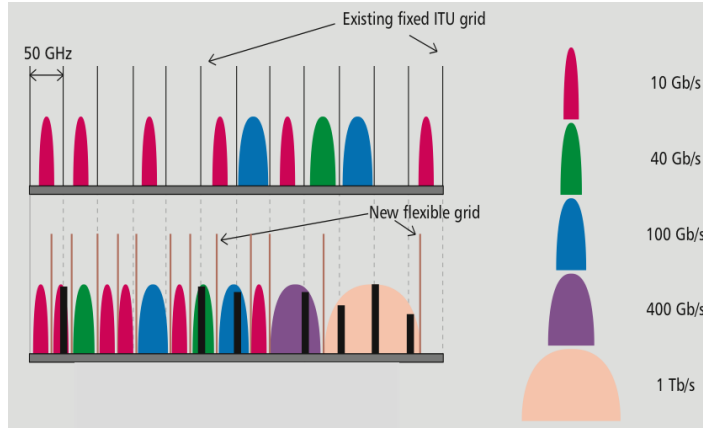 Existing fixed ITU grid
50 GHz
New flexible grid
10 Gb/s
40 Gb/s
100 Gb/s
400 Gb/s
1 Tb/s